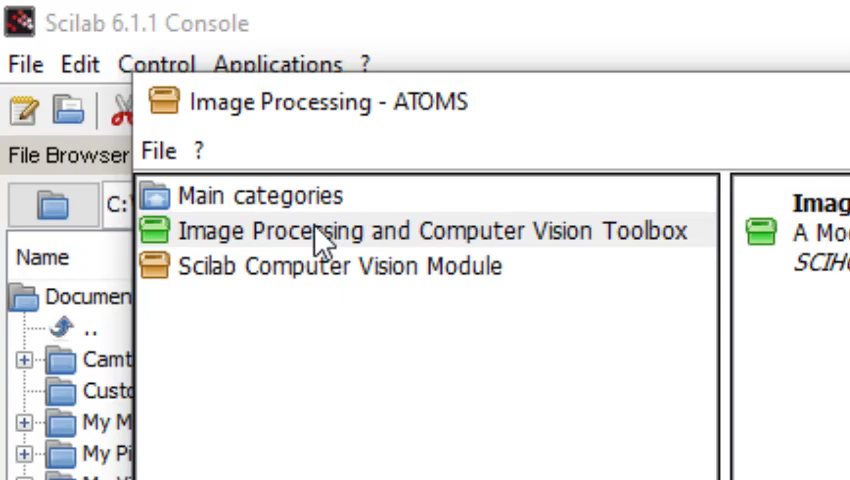 Scilab 6.1.1 Console
File Edit Control Applications ?
Image Processing - ATOMS
File Browser
File ?
C:\
Main categories
Image Processing and Computer Vision Toolbox
Scilab Computer Vision Module
Imag
A Mo
SCIH
Name
Documen
..
Camt
Custo
My M
My Pi